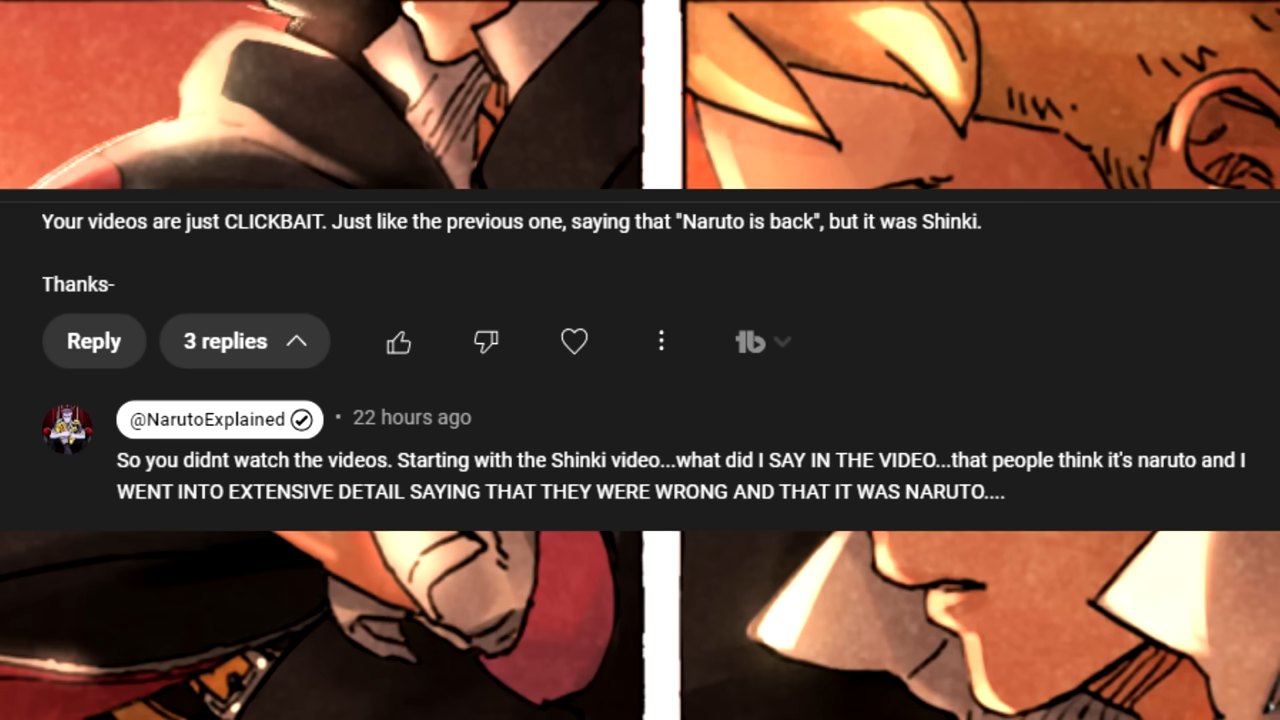 Your videos are just CLICKBAIT. Just like the previous one, saying that "Naruto is back", but it was Shinki.
Thanks-
Reply
3 replies
@NarutoExplained
• 22 hours ago
So you didnt watch the videos. Starting with the Shinki video...what did I SAY IN THE VIDEO...that people think it's naruto and I
WENT INTO EXTENSIVE DETAIL SAYING THAT THEY WERE WRONG AND THAT IT WAS NARUTO....